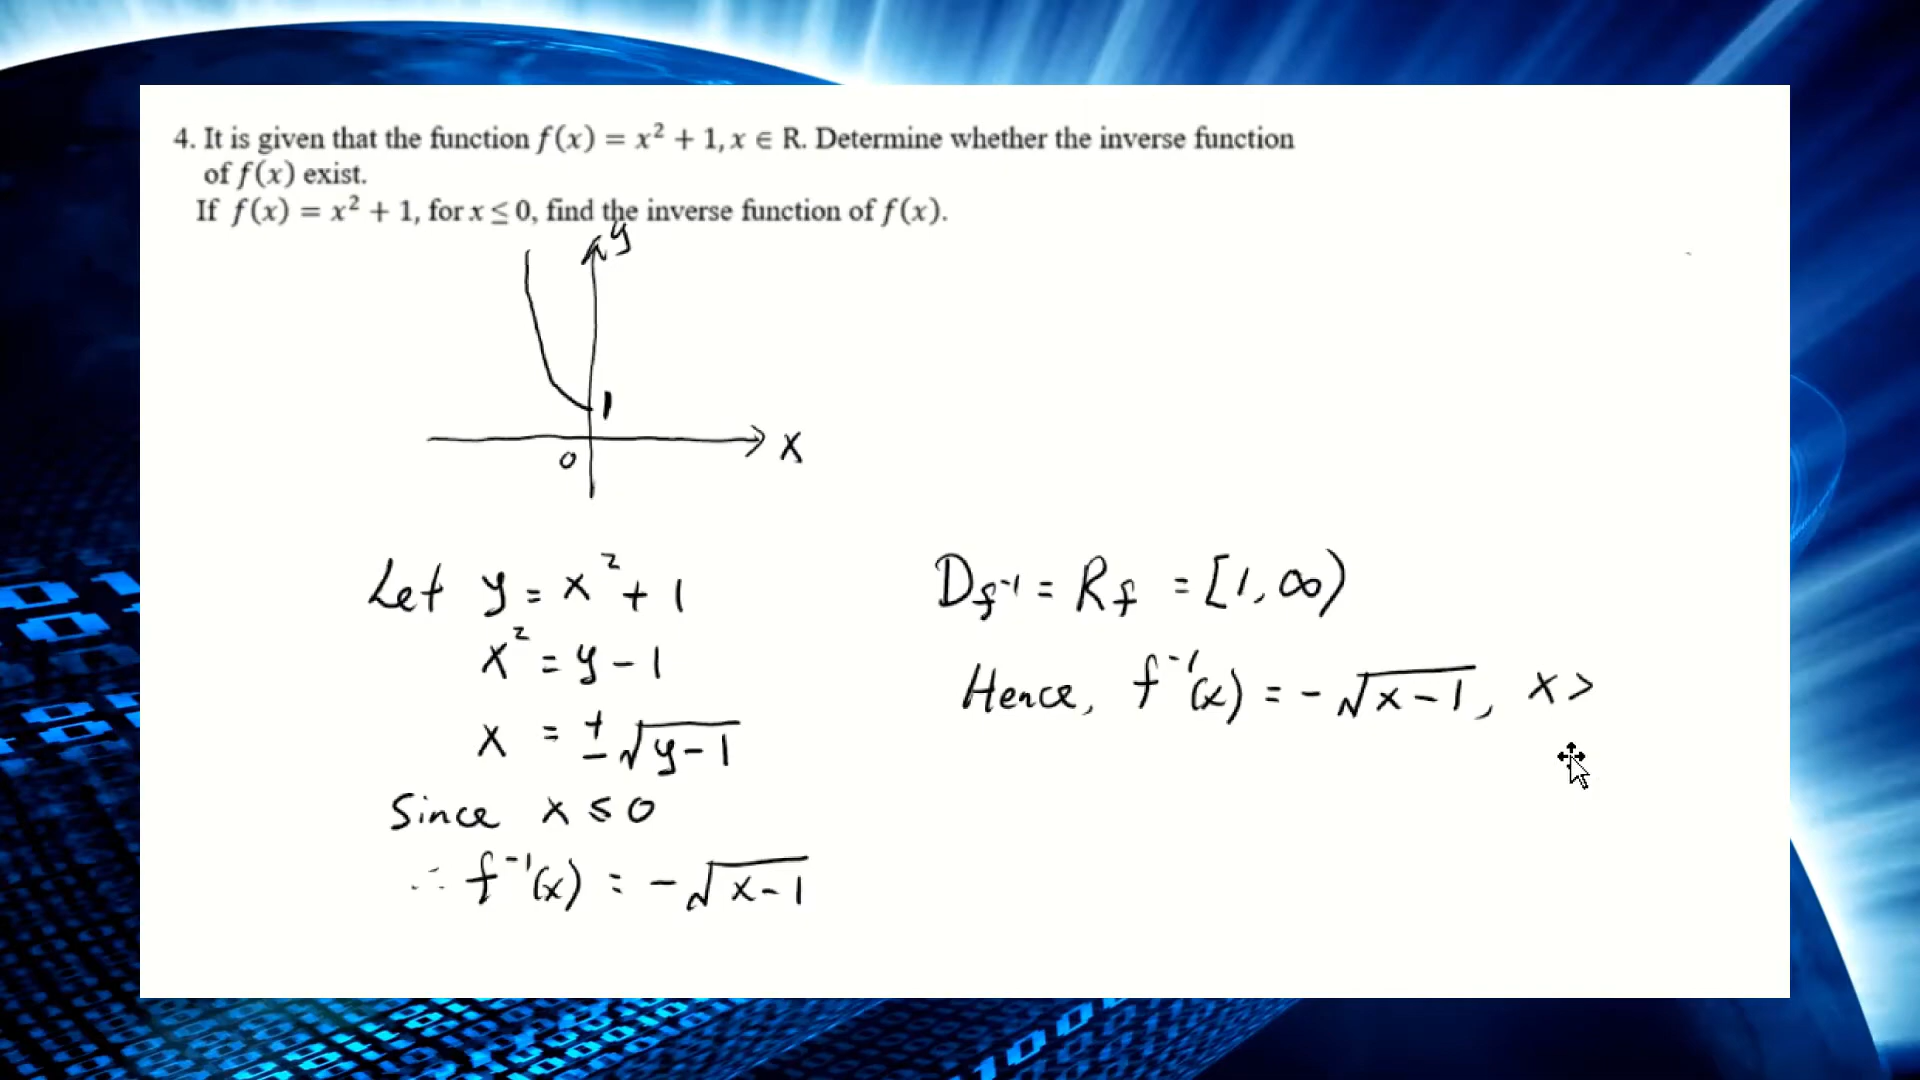 4. It is given that the function f(x) = x² + 1, x ∈ R. Determine whether the inverse function
of f(x) exist.
If f(x) = x² + 1, for x ≤ 0, find the inverse function of f(x).
y
1
0
x
Let y = x² + 1
x² = y - 1
x = ±√(y-1)
Since x ≤ 0
∴ f⁻¹(x) = -√(x-1)
D_f⁻¹ = R_f = [1, ∞)
Hence, f⁻¹(x) = -√(x-1), x >